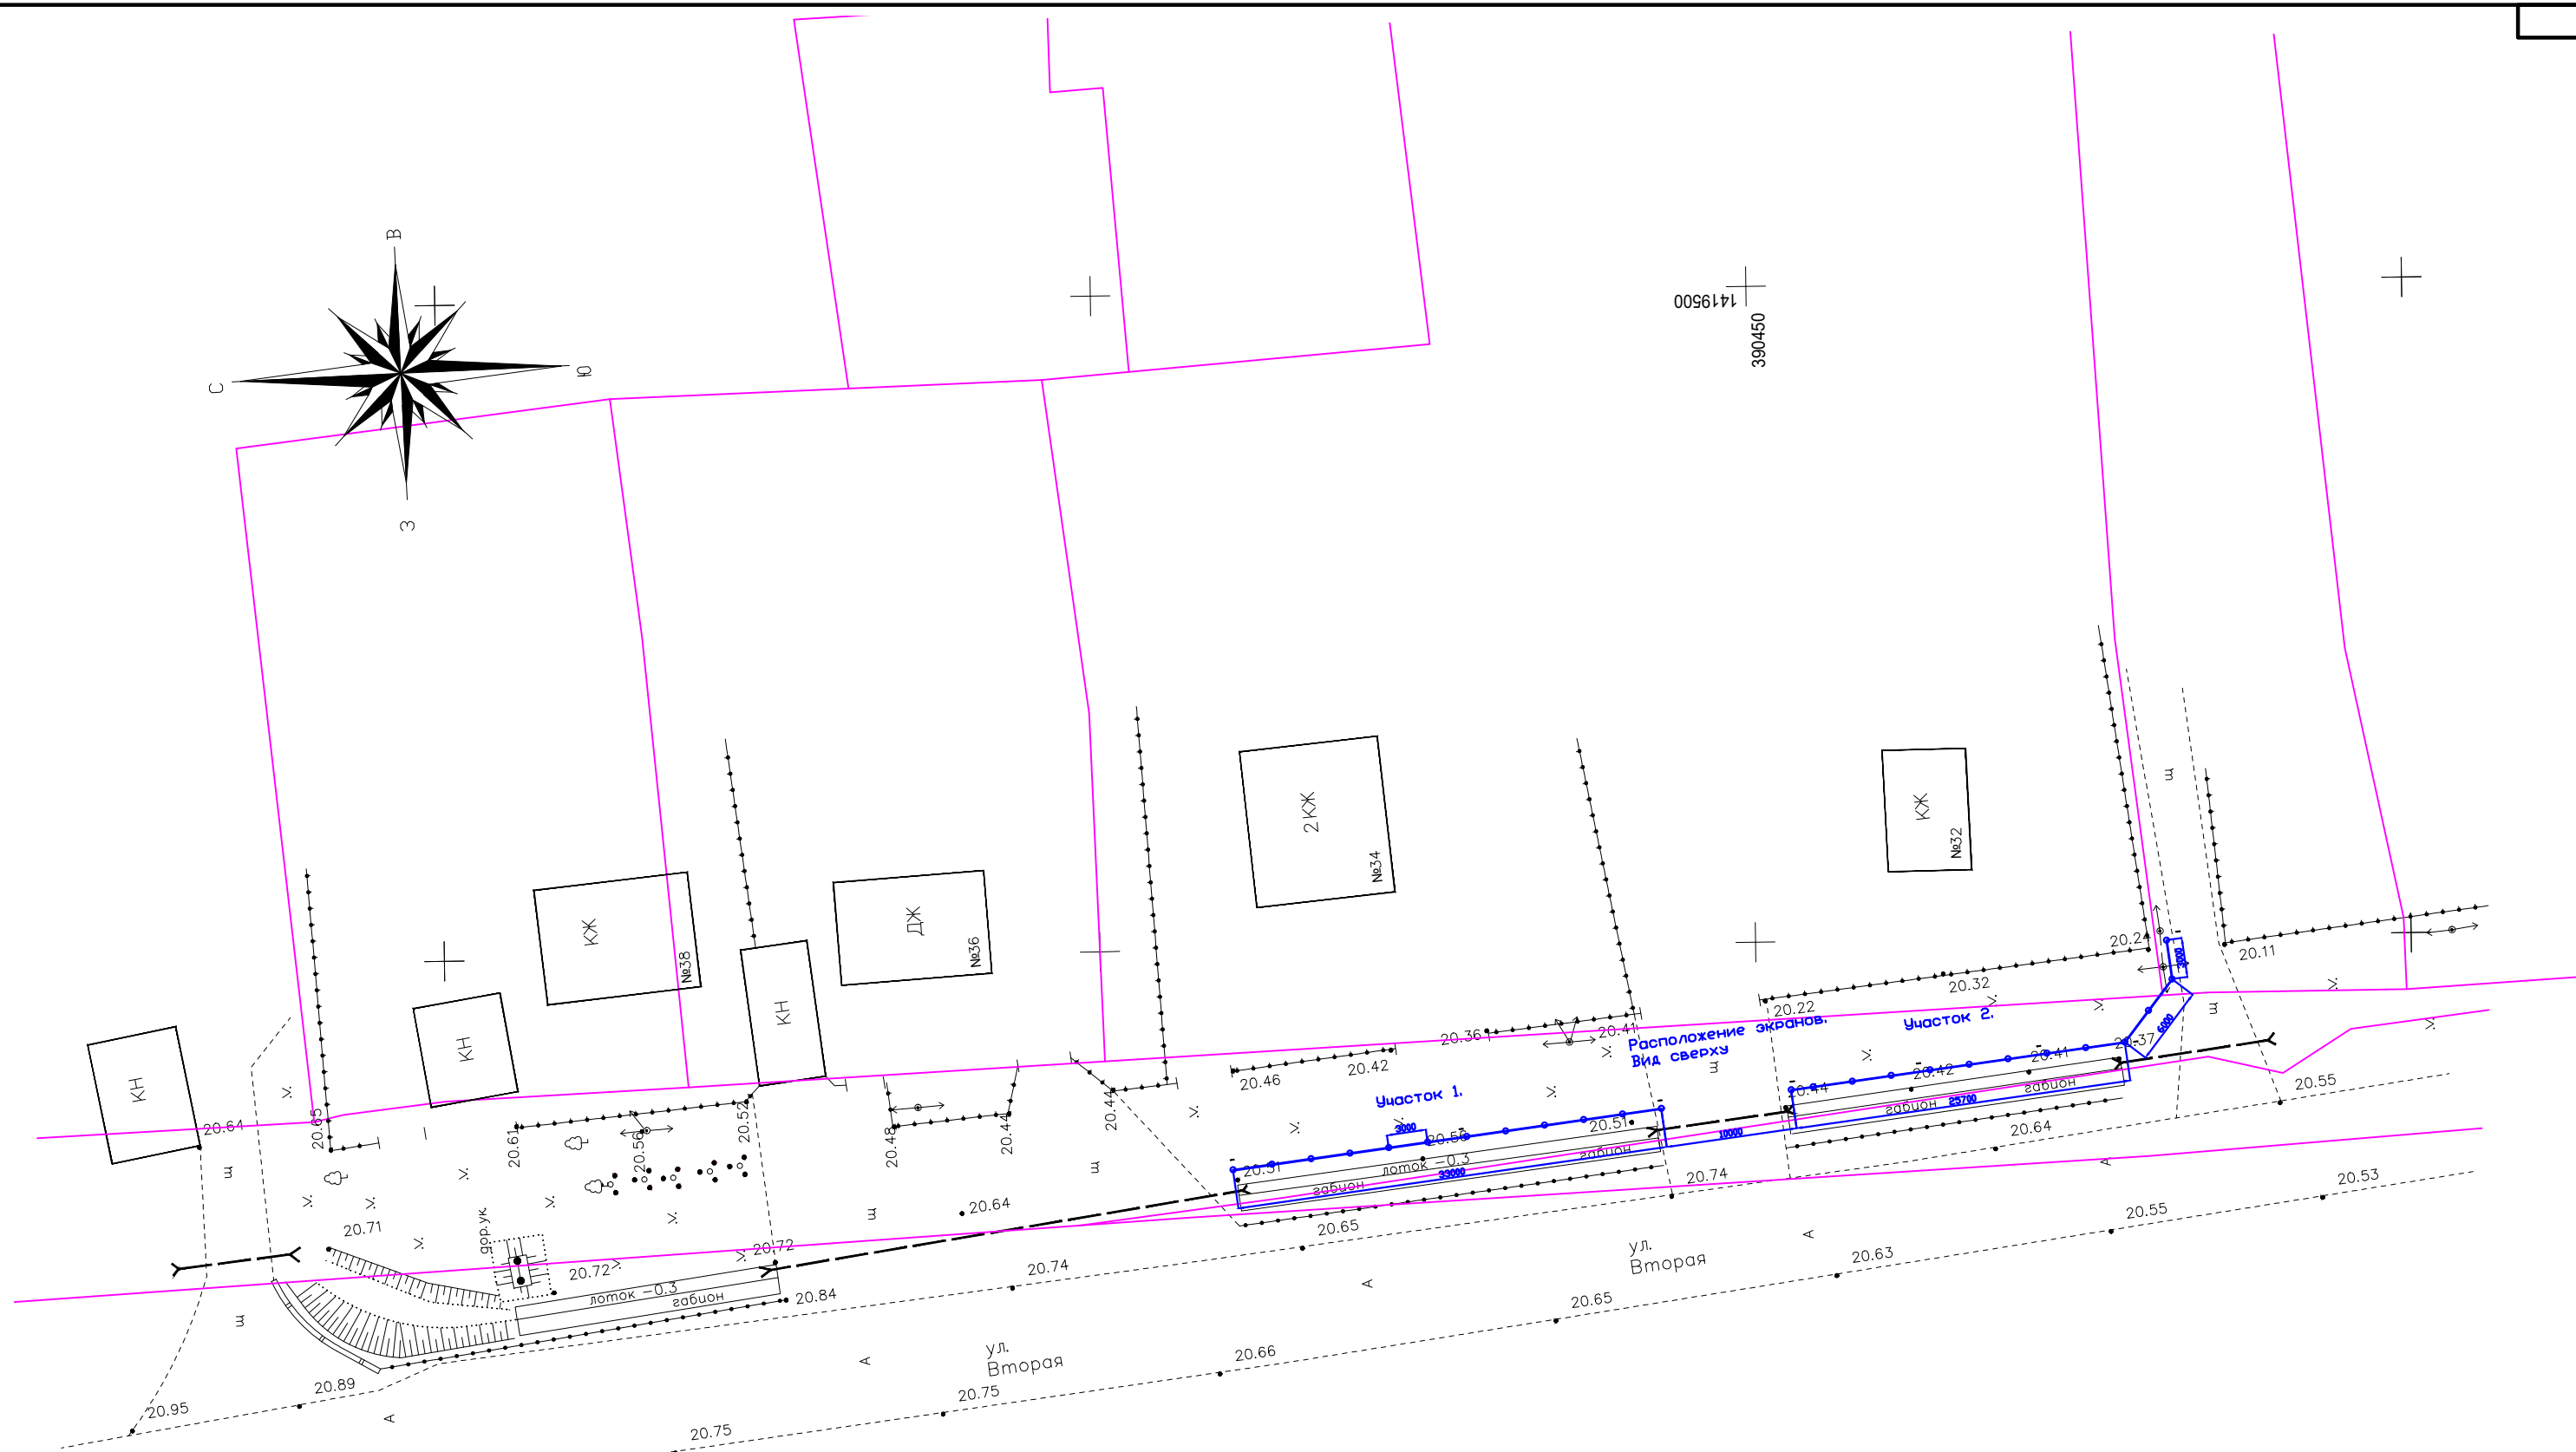 В
С
Ю
З
1419500
390450
КЖ
№38
КН
КН
КН
ДЖ
№36
2КЖ
№34
КЖ
№32
20.64
20.65
20.61
20.56
20.52
20.48
20.44
20.44
20.46
20.42
20.36
20.41
20.22
20.32
20.24
20.11
Расположение экранов.
Вид сверху
Участок 1.
Участок 2.
3000
3000
6000
33000
10000
25700
20.31
20.50
20.51
20.44
20.42
20.41
20.37
лоток -0.3
габион
габион
габион
габион
20.71
дор.ук.
20.72
20.72
лоток -0.3
габион
20.84
20.64
20.74
20.65
20.74
20.64
20.55
20.53
20.55
20.63
20.65
20.66
20.75
20.75
20.89
20.95
ул.
Вторая
ул.
Вторая
А
А
А
А
А
ш
ш
ш
ш
ш
ш
ш